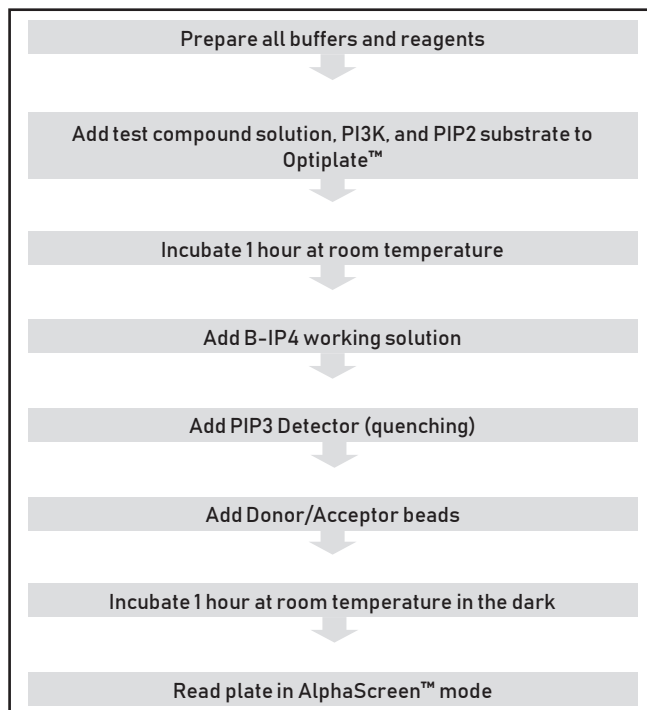 Prepare all buffers and reagents
Add test compound solution, PI3K, and PIP2 substrate to
Optiplate™
Incubate 1 hour at room temperature
Add B-IP4 working solution
Add PIP3 Detector (quenching)
Add Donor/Acceptor beads
Incubate 1 hour at room temperature in the dark
Read plate in AlphaScreen™ mode